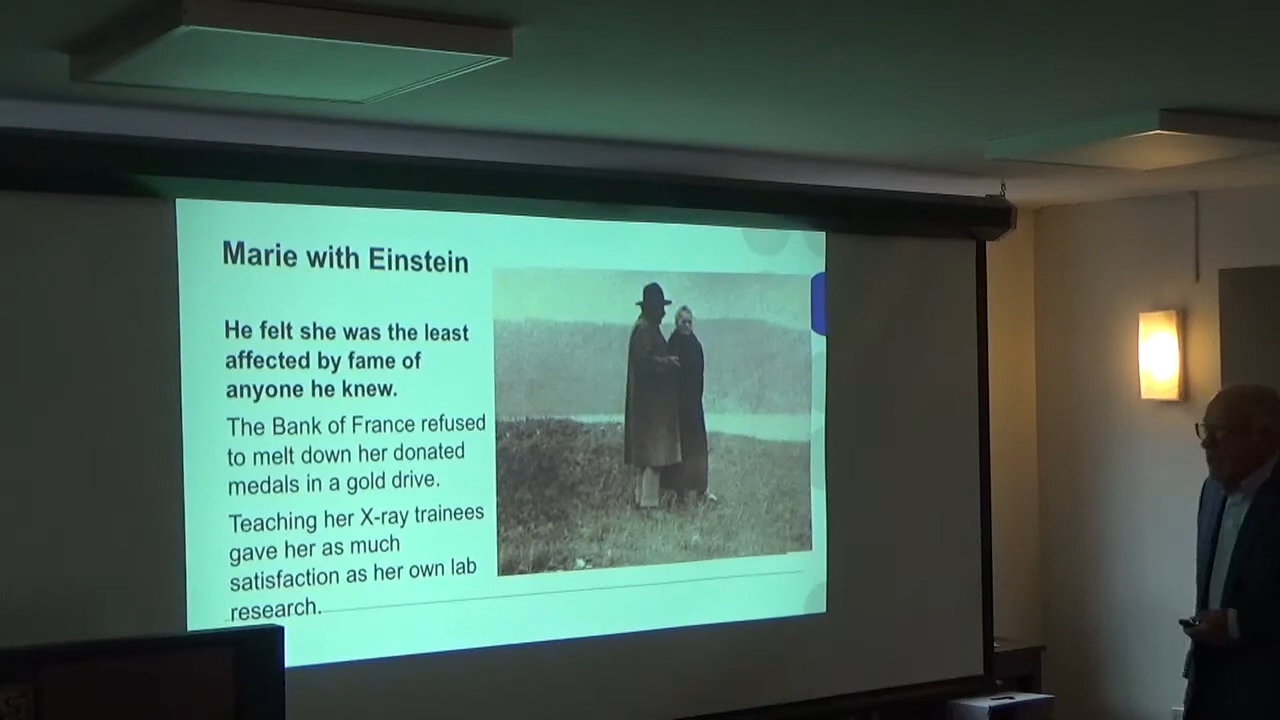 Marie with Einstein
He felt she was the least
affected by fame of
anyone he knew.
The Bank of France refused
to melt down her donated
medals in a gold drive.
Teaching her X-ray trainees
gave her as much
satisfaction as her own lab
research.